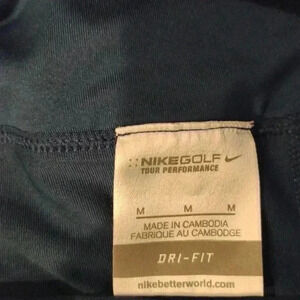 NIKEGOLF
TOUR PERFORMANCE
M M M
MADE IN CAMBODIA
FABRIQUE AU CAMBODGE
DRI-FIT
nikebetterworld.com